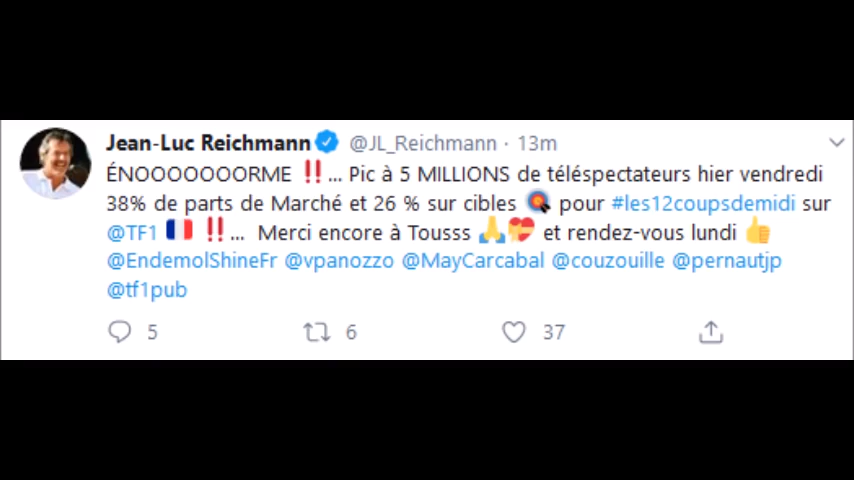 Jean-Luc Reichmann @JL_Reichmann · 13m
ÉNOOOOOOORME ‼️... Pic à 5 MILLIONS de téléspectateurs hier vendredi
38% de parts de Marché et 26 % sur cibles 🎯 pour #les12coupsdemidi sur
@TF1 🇫🇷 ‼️... Merci encore à Tousss 🙏💝 et rendez-vous lundi 👍
@EndemolShineFr @vpanozzo @MayCarcabal @couzouille @pernautjp
@tf1pub
5 6 37